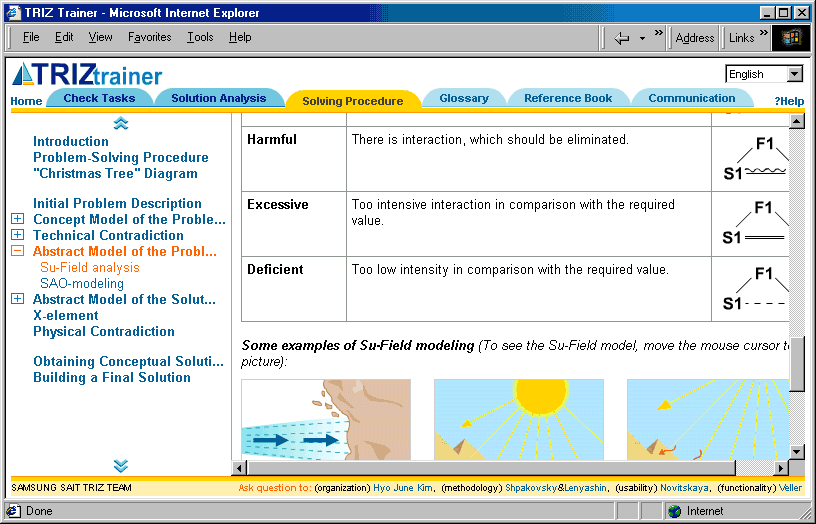 TRIZ Trainer - Microsoft Internet Explorer
File Edit View Favorites Tools Help
» Address Links »
TRIZtrainer
English
Home Check Tasks Solution Analysis Solving Procedure Glossary Reference Book Communication ?Help
Introduction
Problem-Solving Procedure
"Christmas Tree" Diagram
Initial Problem Description
Concept Model of the Proble...
Technical Contradiction
Abstract Model of the Probl...
Su-Field analysis
SAO-modeling
Abstract Model of the Solut...
X-element
Physical Contradiction
Obtaining Conceptual Soluti...
Building a Final Solution
Harmful There is interaction, which should be eliminated. F1
S1
Excessive Too intensive interaction in comparison with the required F1
value.
S1
Deficient Too low intensity in comparison with the required value. F1
S1
Some examples of Su-Field modeling (To see the Su-Field model, move the mouse cursor to
picture):
SAMSUNG SAIT TRIZ TEAM Ask question to: (organization) Hyo June Kim, (methodology) Shpakovsky&Lenyashin, (usability) Novitskaya, (functionality) Veller
Done Internet